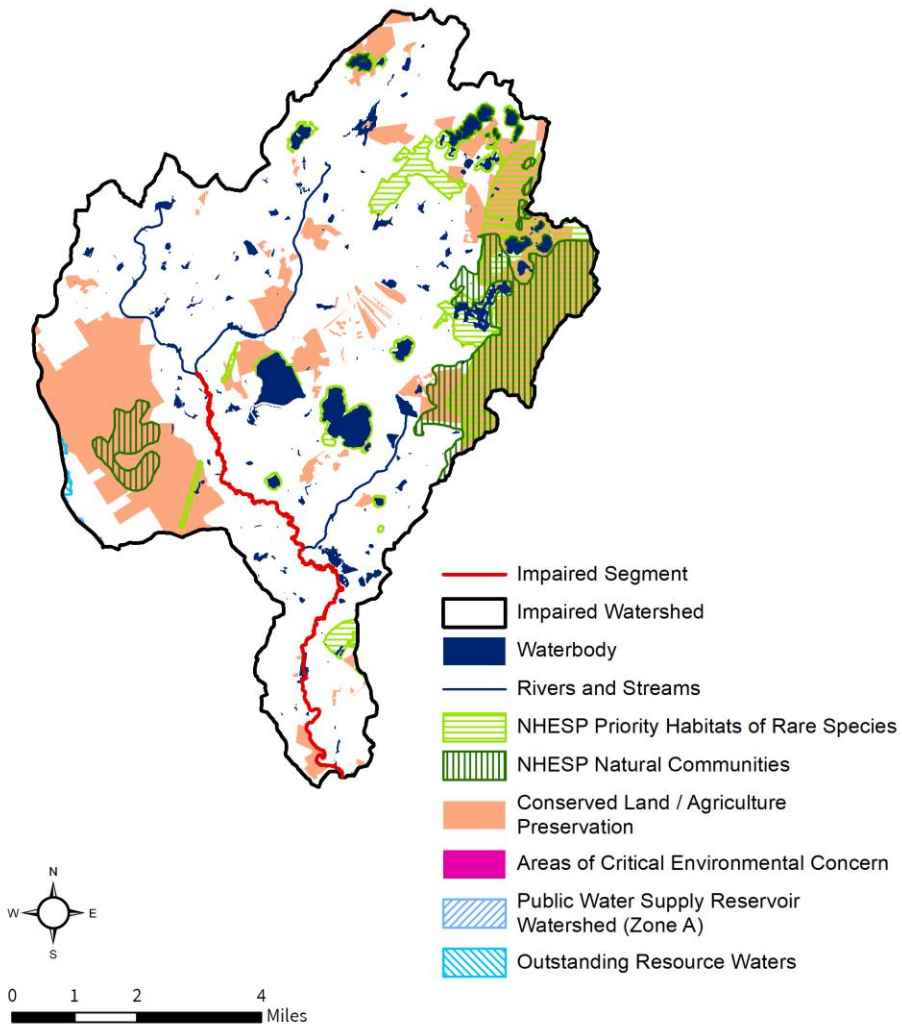 Impaired Segment
Impaired Watershed
Waterbody
Rivers and Streams
NHESP Priority Habitats of Rare Species
NHESP Natural Communities
Conserved Land / Agriculture
Preservation
Areas of Critical Environmental Concern
Public Water Supply Reservoir
Watershed (Zone A)
Outstanding Resource Waters
N
W E
S
0 1 2 4
Miles